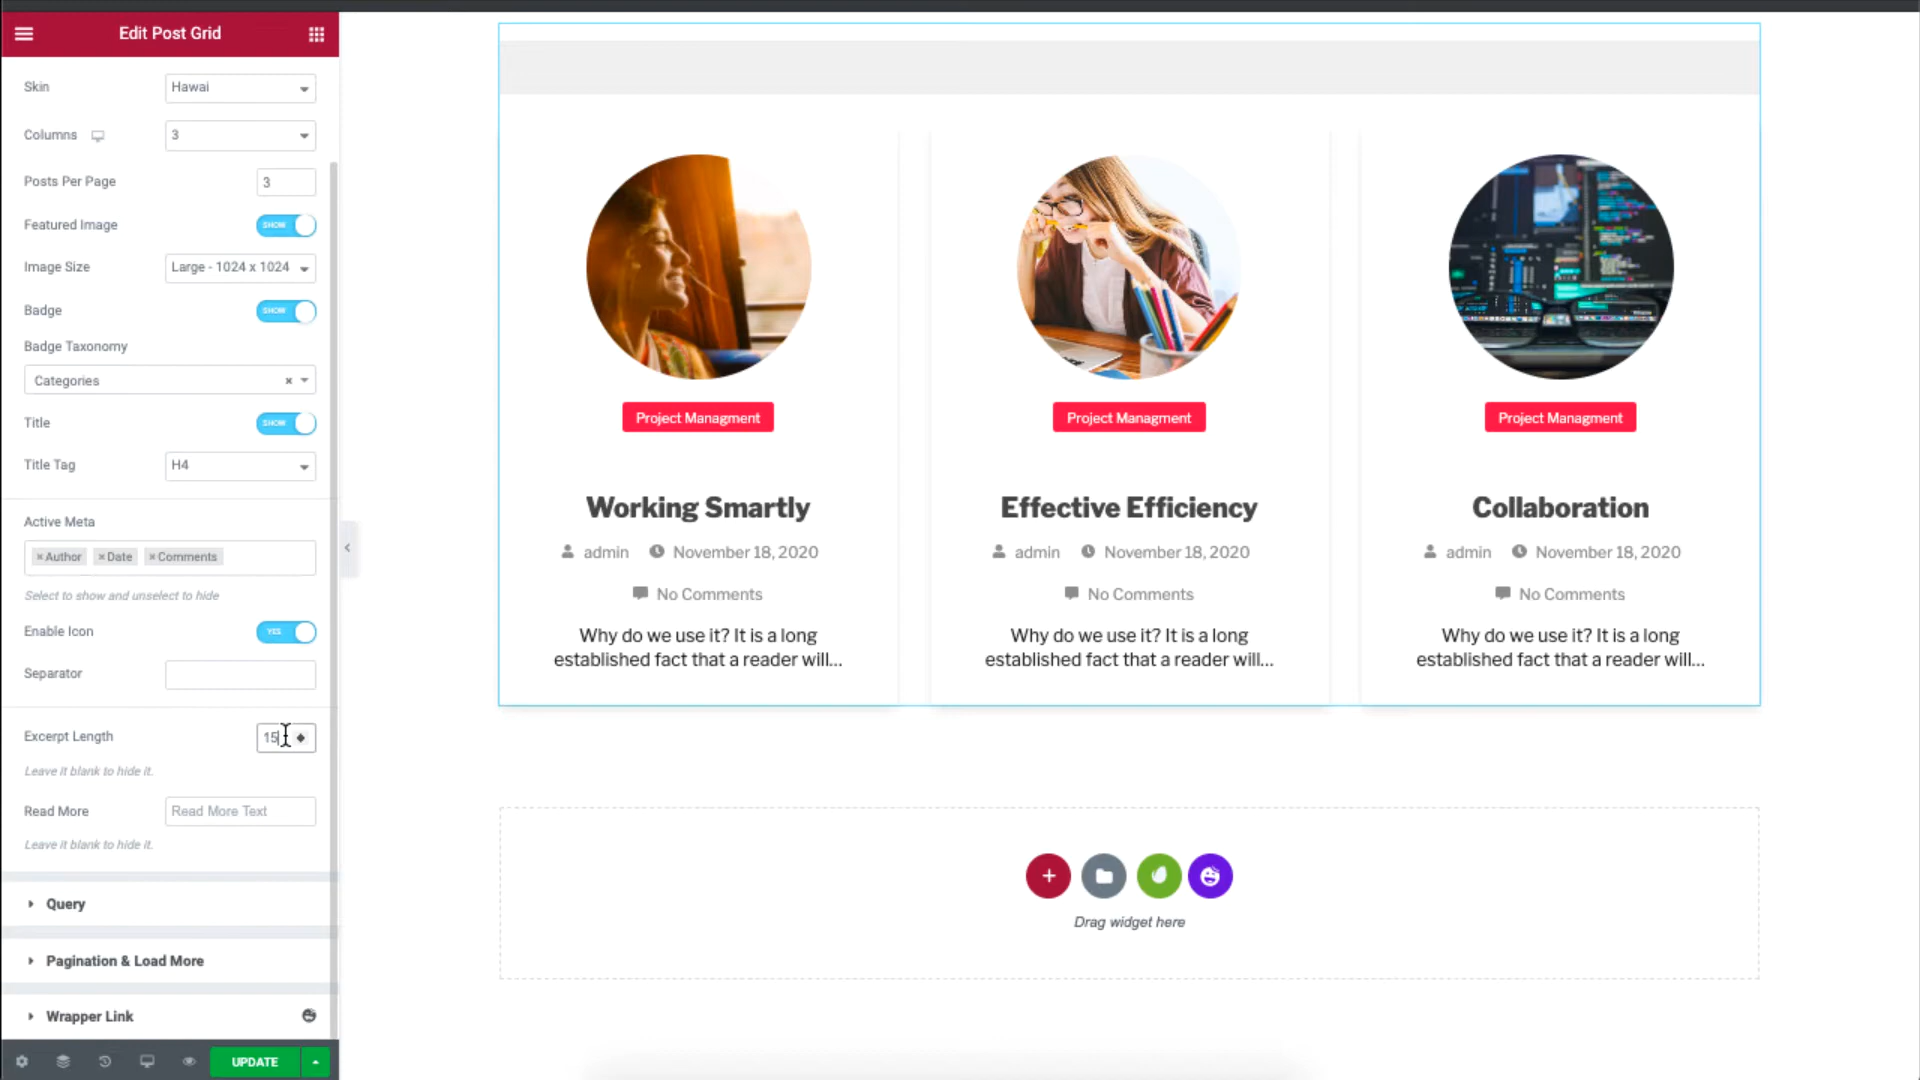 Edit Post Grid
Skin Hawai
Columns 3
Posts Per Page 3
Featured Image SHOW
Image Size Large - 1024 x 1024
Badge SHOW
Badge Taxonomy
Categories ×
Title SHOW
Title Tag H4
Active Meta
×Author ×Date ×Comments
Select to show and unselect to hide
Enable Icon YES
Separator
Excerpt Length 15
Leave it blank to hide it.
Read More Read More Text
Leave it blank to hide it.
Query
Pagination & Load More
Wrapper Link
UPDATE
Project Managment
Working Smartly
admin November 18, 2020
No Comments
Why do we use it? It is a long
established fact that a reader will...
Project Managment
Effective Efficiency
admin November 18, 2020
No Comments
Why do we use it? It is a long
established fact that a reader will...
Project Managment
Collaboration
admin November 18, 2020
No Comments
Why do we use it? It is a long
established fact that a reader will...
Drag widget here